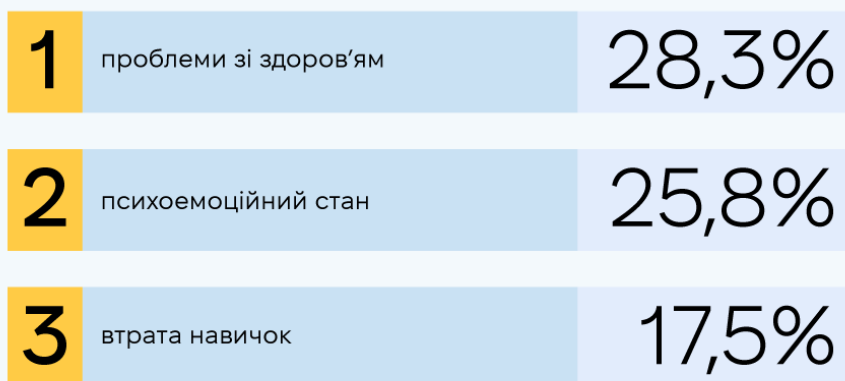 1 проблеми зі здоров’ям 28,3%
2 психоемоційний стан 25,8%
3 втрата навичок 17,5%